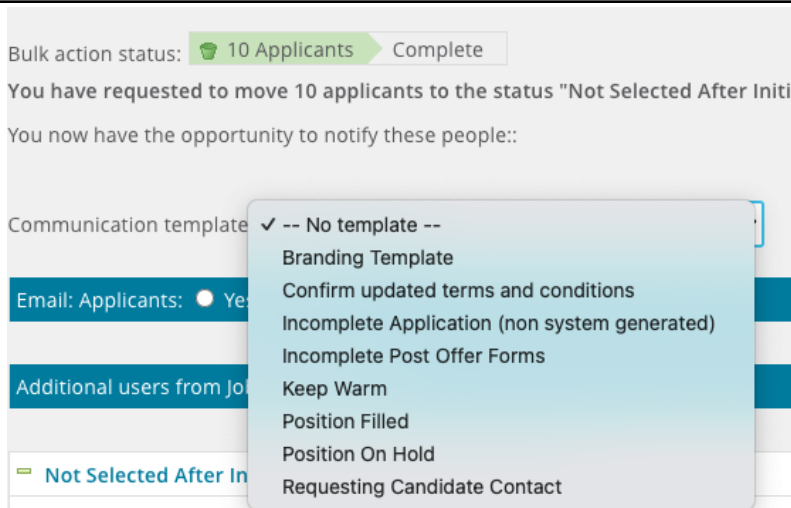 Bulk action status: 10 Applicants Complete
You have requested to move 10 applicants to the status "Not Selected After Initi
You now have the opportunity to notify these people::
Communication template
✓ -- No template --
Branding Template
Confirm updated terms and conditions
Incomplete Application (non system generated)
Incomplete Post Offer Forms
Keep Warm
Position Filled
Position On Hold
Requesting Candidate Contact
Email: Applicants: Yes
Additional users from Jo
Not Selected After In